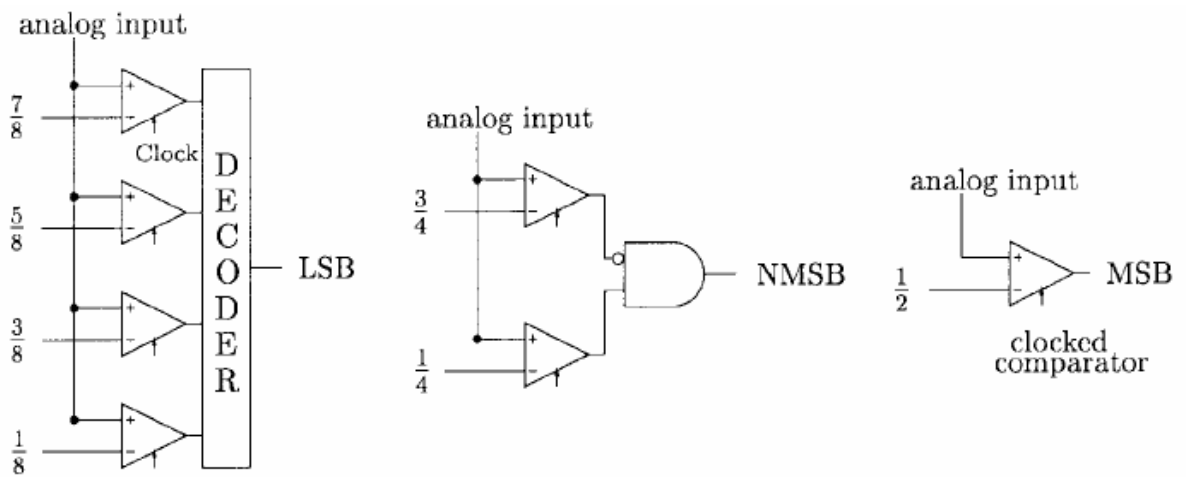 analog input
7/8
Clock
5/8
3/8
1/8
DECODER
LSB
analog input
3/4
1/4
NMSB
analog input
1/2
MSB
clocked
comparator